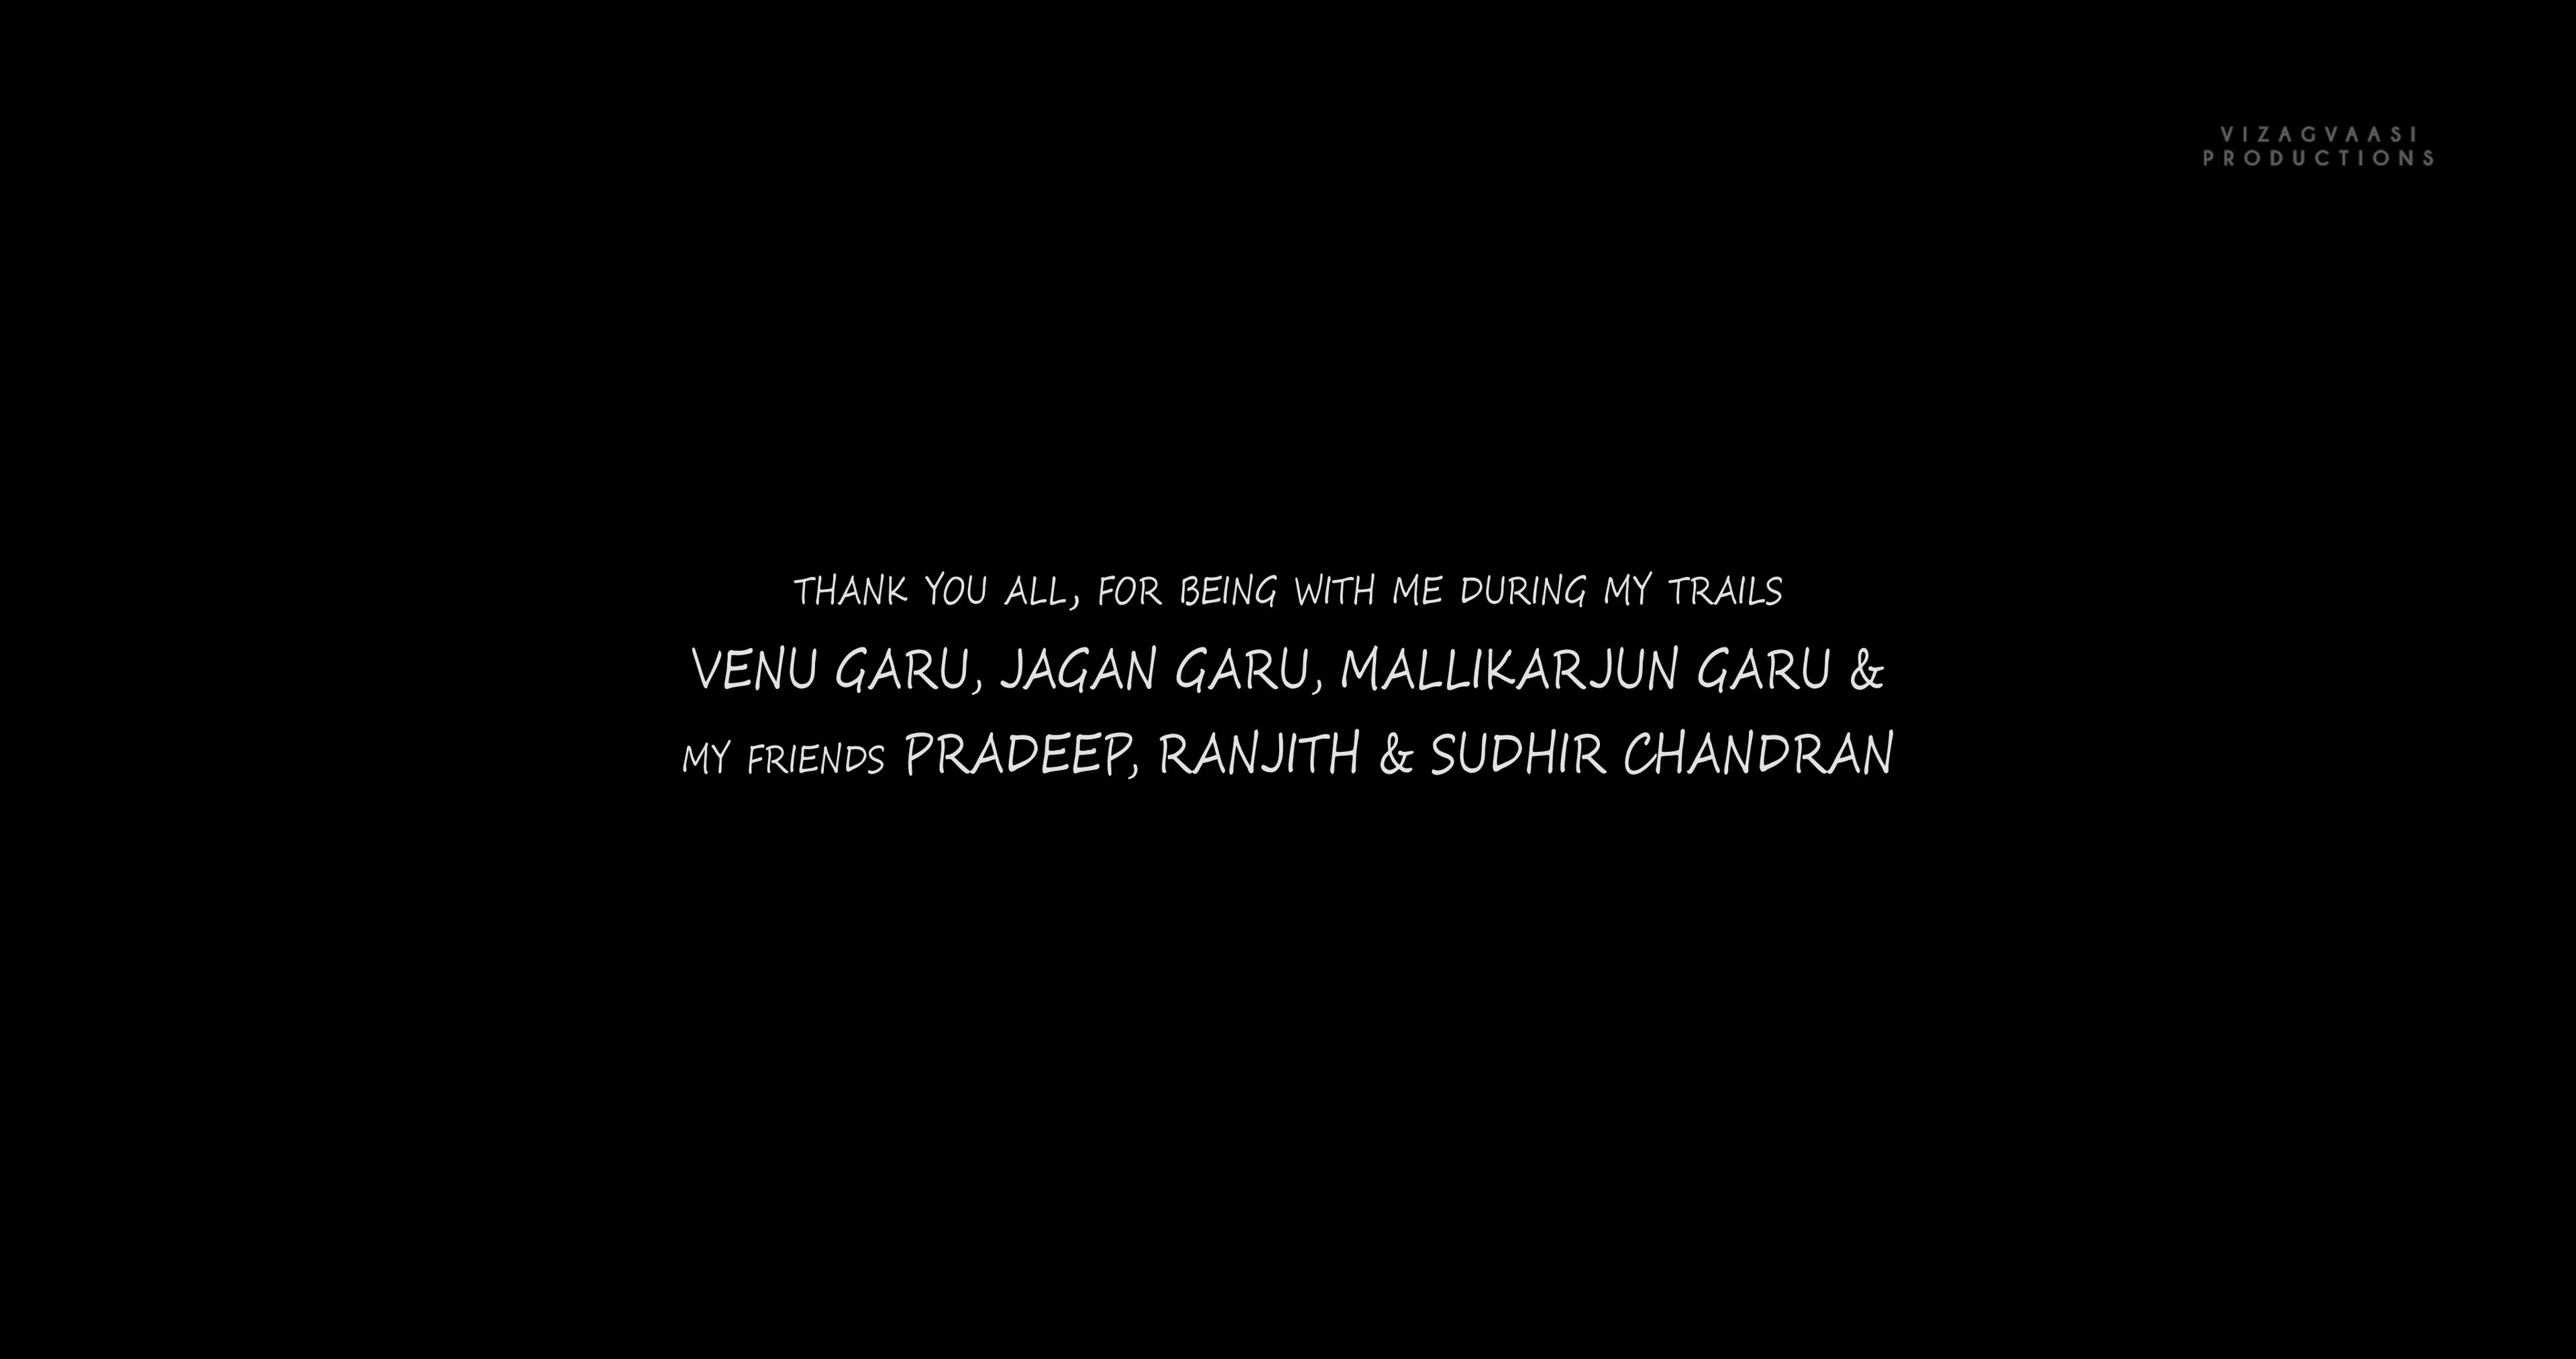 VIZAGVAASI
PRODUCTIONS
THANK YOU ALL, FOR BEING WITH ME DURING MY TRAILS
VENU GARU, JAGAN GARU, MALLIKARJUN GARU &
MY FRIENDS PRADEEP, RANJITH & SUDHIR CHANDRAN